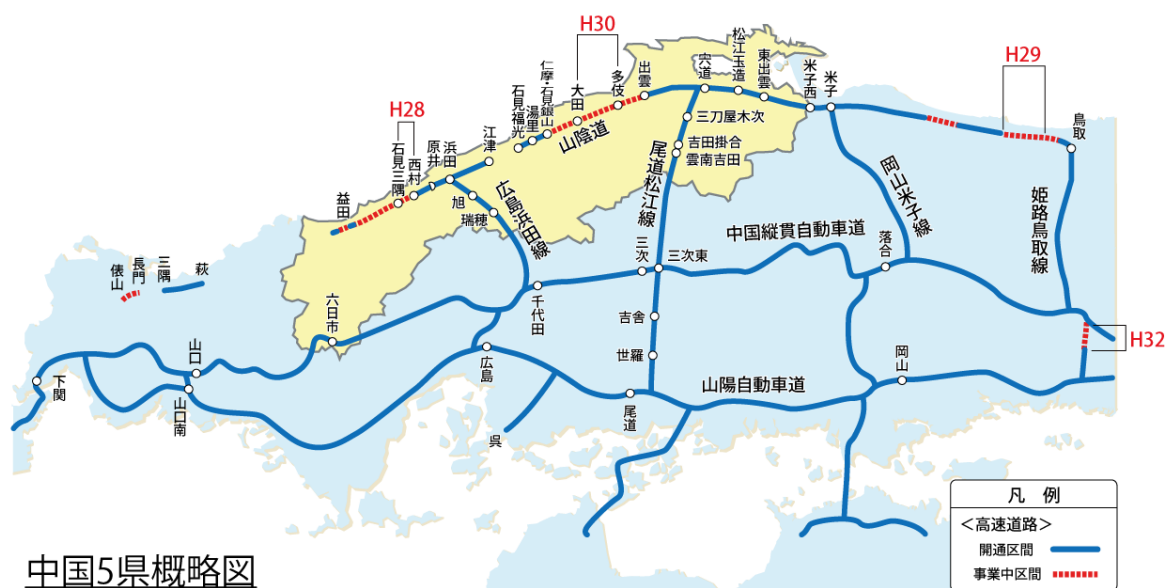 H30
H29
H28
H32
松江玉造
宍道
東出雲
米子西
米子
鳥取
出雲
多伎
大田
仁摩・石見銀山
湯里
石見福光
江津
浜田
原井
西村
石見三隅
益田
山陰道
三刀屋木次
吉田掛合
雲南吉田
旭
瑞穂
広島浜田線
尾道松江線
岡山米子線
姫路鳥取線
中国縦貫自動車道
落合
三次
三次東
俵山
長門
三隅
萩
六日市
千代田
吉舎
世羅
山口
山口南
下関
広島
呉
尾道
岡山
山陽自動車道
凡 例
<高速道路>
開通区間
事業中区間
中国5県概略図